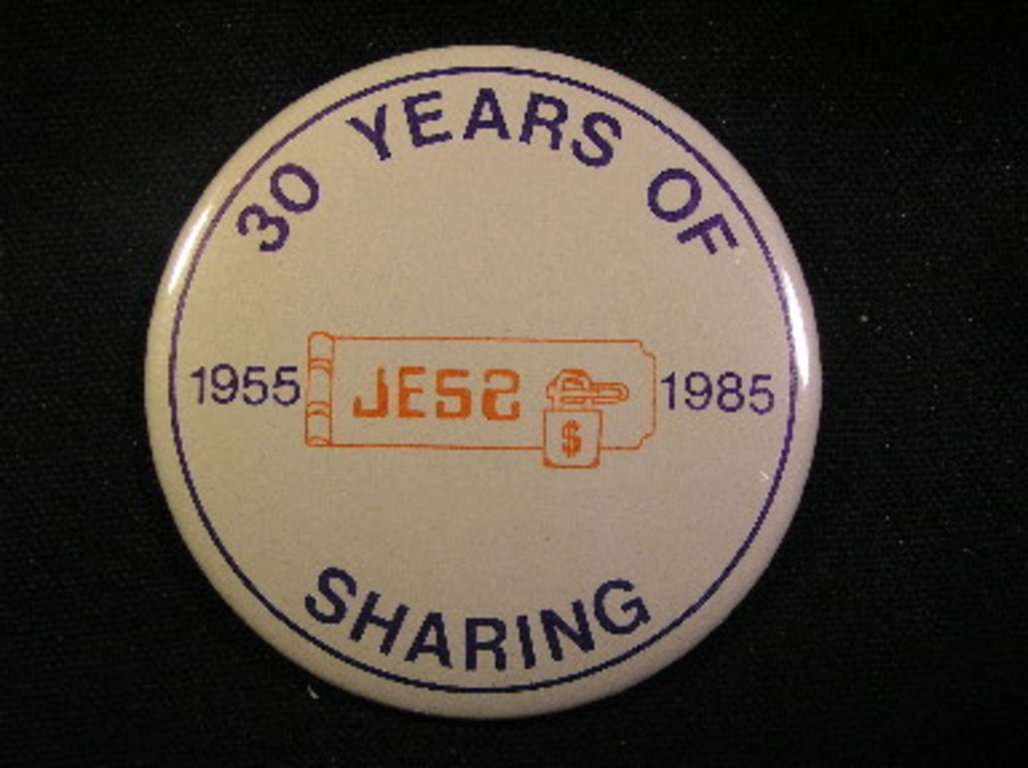 30 YEARS OF
1955 JES2 $ 1985
SHARING